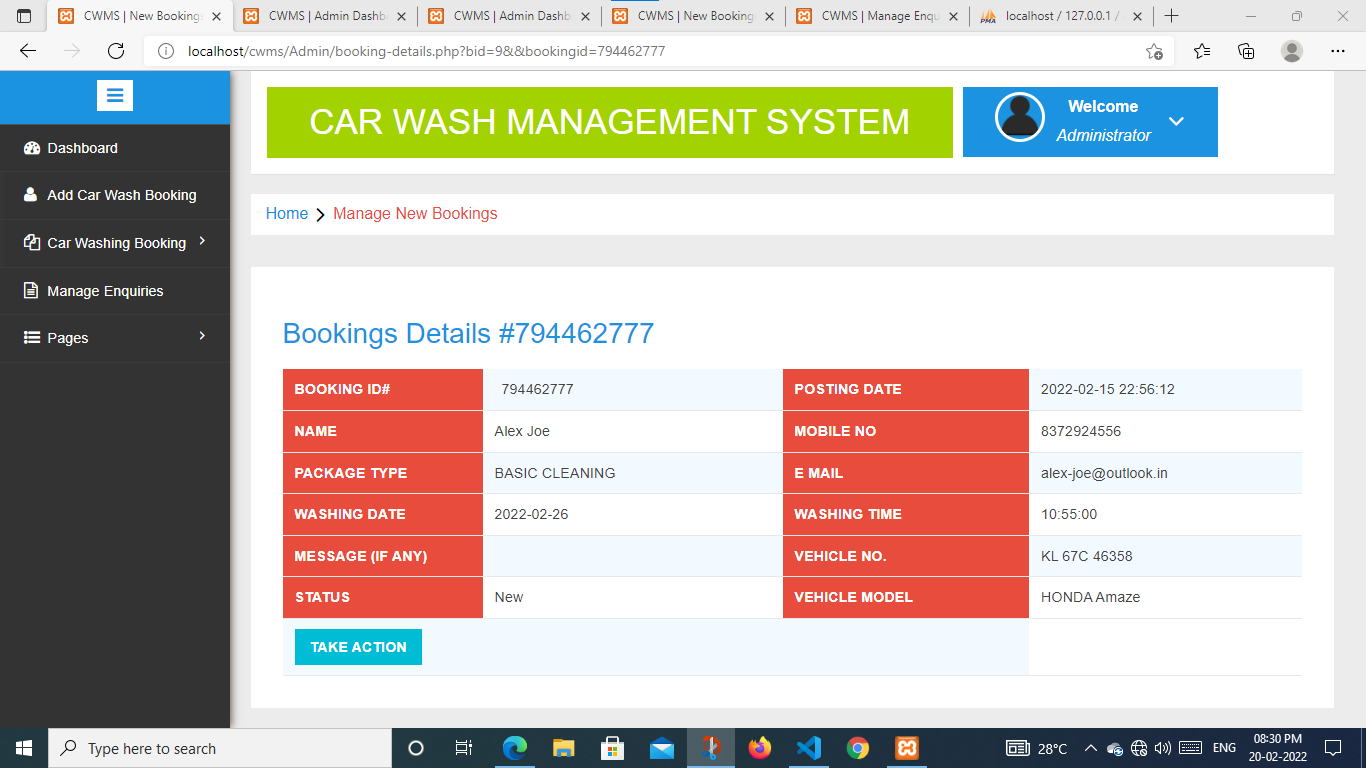 CWMS | New Bookings
CWMS | Admin Dashb
CWMS | Admin Dashb
CWMS | New Booking
CWMS | Manage Enqu
localhost / 127.0.0.1 /
localhost/cwms/Admin/booking-details.php?bid=9&&bookingid=794462777
CAR WASH MANAGEMENT SYSTEM
Welcome
Administrator
Dashboard
Add Car Wash Booking
Car Washing Booking
Manage Enquiries
Pages
Home > Manage New Bookings
Bookings Details #794462777
BOOKING ID# 794462777 POSTING DATE 2022-02-15 22:56:12
NAME Alex Joe MOBILE NO 8372924556
PACKAGE TYPE BASIC CLEANING E MAIL alex-joe@outlook.in
WASHING DATE 2022-02-26 WASHING TIME 10:55:00
MESSAGE (IF ANY) VEHICLE NO. KL 67C 46358
STATUS New VEHICLE MODEL HONDA Amaze
TAKE ACTION
Type here to search
28°C
ENG
08:30 PM
20-02-2022